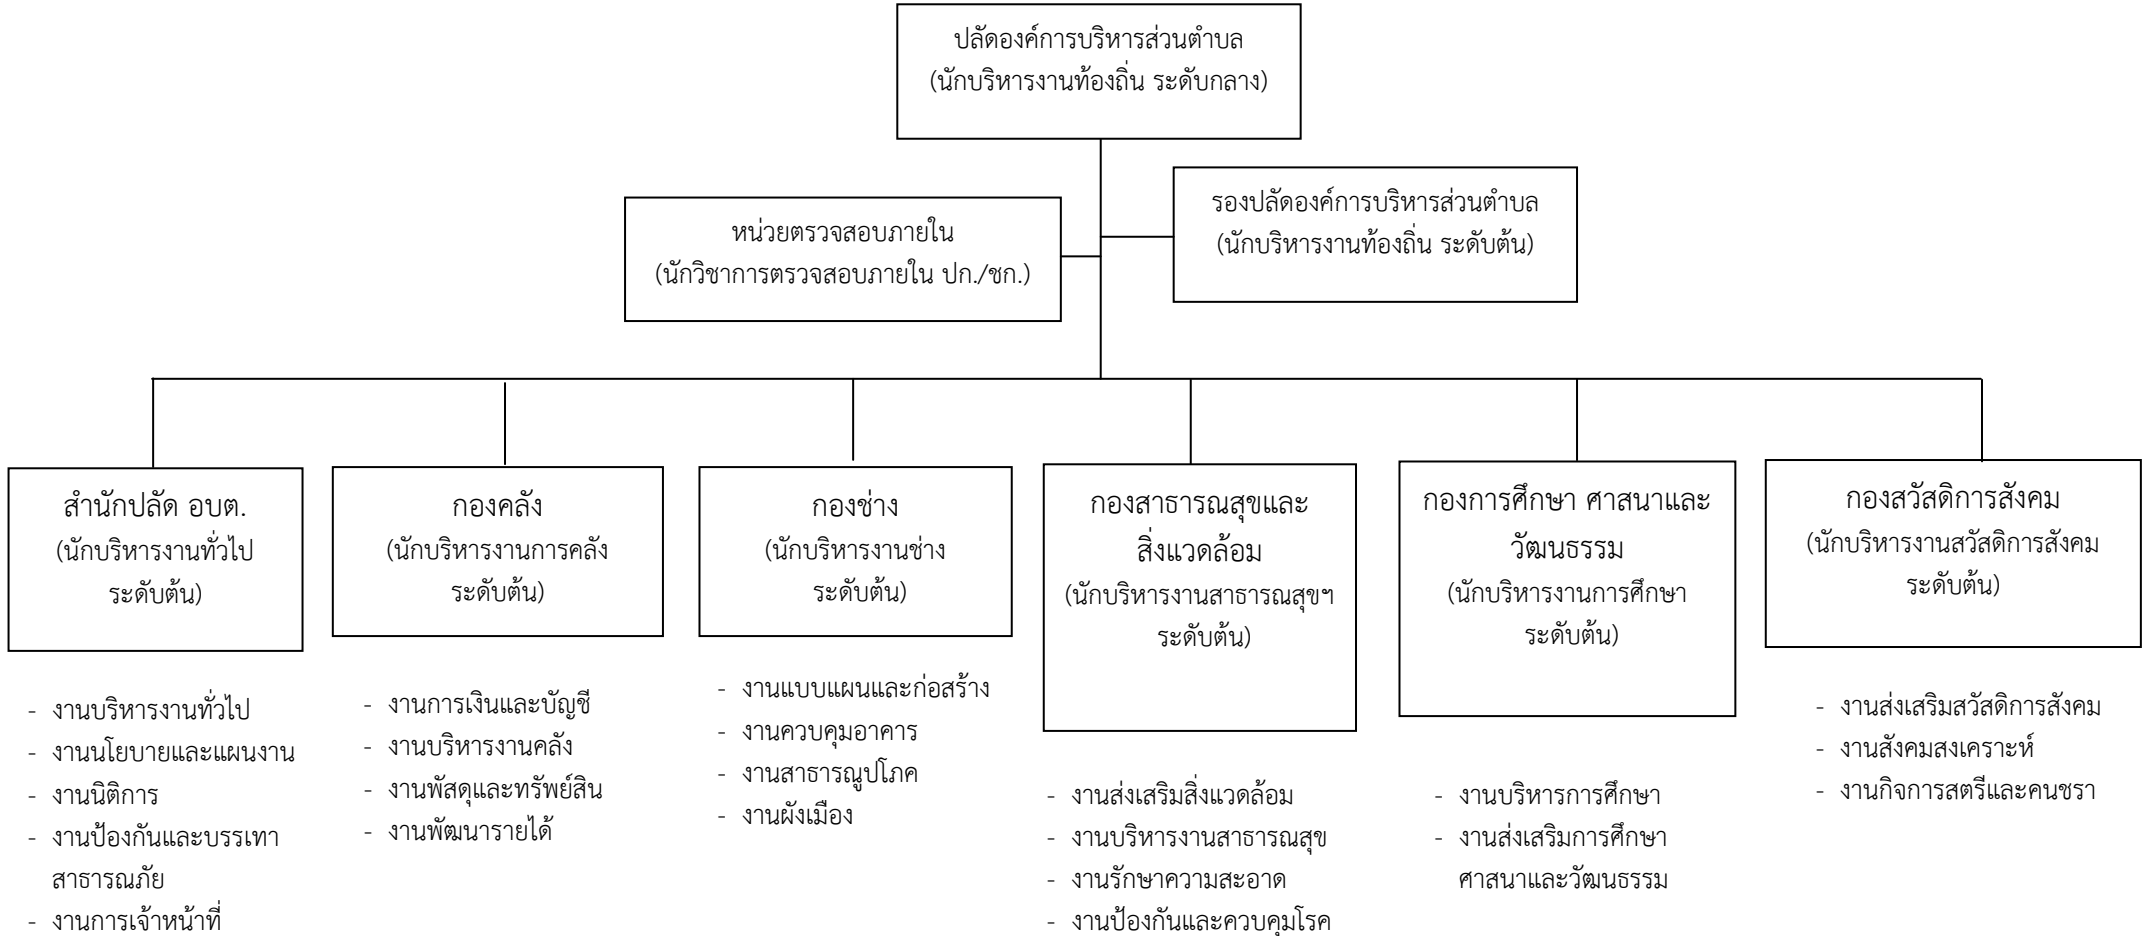 ปลัดองค์การบริหารส่วนตำบล
(นักบริหารงานท้องถิ่น ระดับกลาง)
รองปลัดองค์การบริหารส่วนตำบล
(นักบริหารงานท้องถิ่น ระดับต้น)
หน่วยตรวจสอบภายใน
(นักวิชาการตรวจสอบภายใน ปก./ชก.)
สำนักปลัด อบต.
(นักบริหารงานทั่วไป
ระดับต้น)
- งานบริหารงานทั่วไป
- งานนโยบายและแผนงาน
- งานนิติการ
- งานป้องกันและบรรเทา
สาธารณภัย
- งานการเจ้าหน้าที่
กองคลัง
(นักบริหารงานการคลัง
ระดับต้น)
- งานการเงินและบัญชี
- งานบริหารงานคลัง
- งานพัสดุและทรัพย์สิน
- งานพัฒนารายได้
กองช่าง
(นักบริหารงานช่าง
ระดับต้น)
- งานแบบแผนและก่อสร้าง
- งานควบคุมอาคาร
- งานสาธารณูปโภค
- งานผังเมือง
กองสาธารณสุขและ
สิ่งแวดล้อม
(นักบริหารงานสาธารณสุขฯ
ระดับต้น)
- งานส่งเสริมสิ่งแวดล้อม
- งานบริหารงานสาธารณสุข
- งานรักษาความสะอาด
- งานป้องกันและควบคุมโรค
กองการศึกษา ศาสนาและ
วัฒนธรรม
(นักบริหารงานการศึกษา
ระดับต้น)
- งานบริหารการศึกษา
- งานส่งเสริมการศึกษา
ศาสนาและวัฒนธรรม
กองสวัสดิการสังคม
(นักบริหารงานสวัสดิการสังคม
ระดับต้น)
- งานส่งเสริมสวัสดิการสังคม
- งานสังคมสงเคราะห์
- งานกิจการสตรีและคนชรา